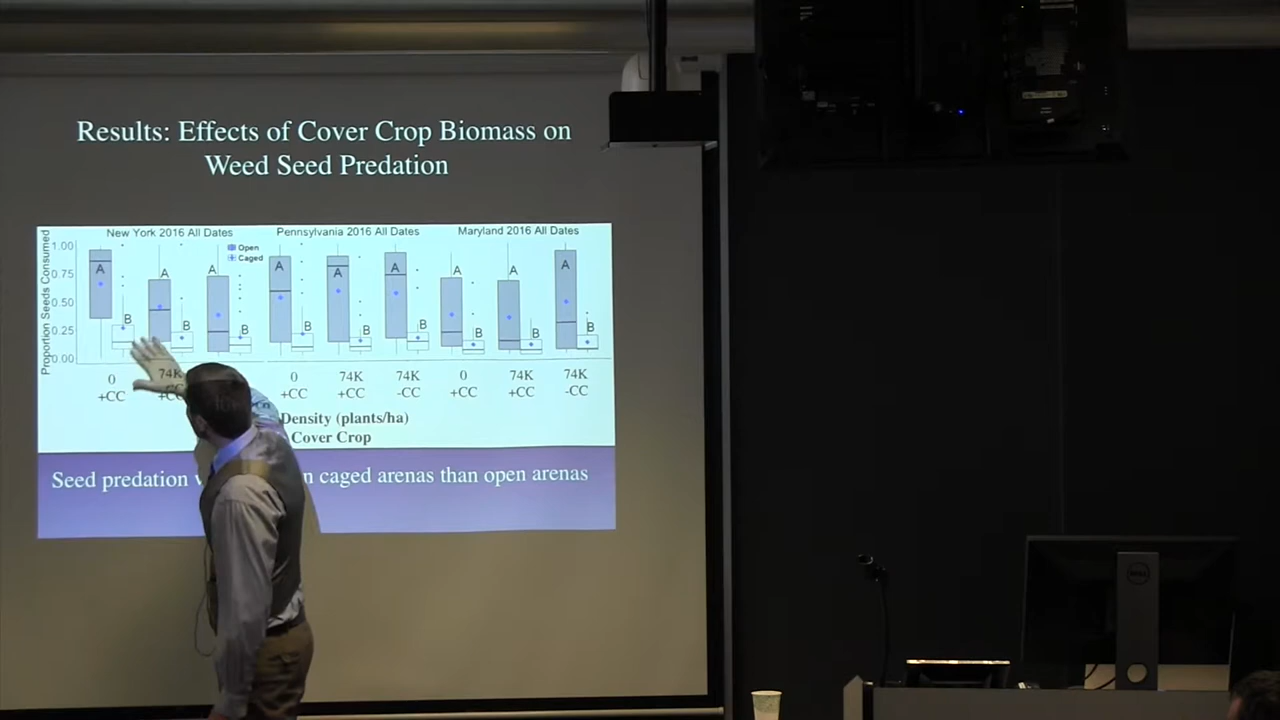 Results: Effects of Cover Crop Biomass on
Weed Seed Predation
New York 2016 All Dates
Pennsylvania 2016 All Dates
Maryland 2016 All Dates
Proportion Seeds Consumed
1.00
0.75
0.50
0.25
0.00
Open
Caged
A B A B A B A B A B A B A B A B A B
0 74K 0 74K 74K 0 74K 74K
+CC +CC +CC +CC -CC +CC +CC -CC
Density (plants/ha)
Cover Crop
Seed predation n caged arenas than open arenas
DELL